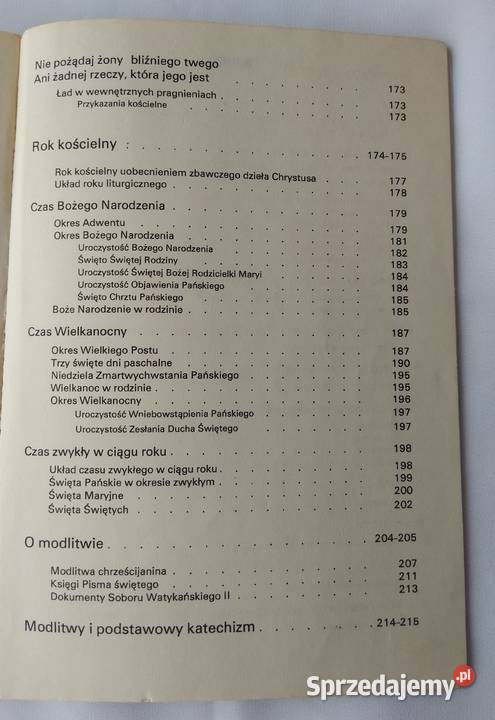 Nie pożądaj żony bliźniego twego
Ani żadnej rzeczy, która jego jest . . . . . . . 173
Ład w wewnętrznych pragnieniach . . . . . . . 173
Przykazania kościelne . . . . . . . . 173
Rok kościelny : . . . . . . . . . . 174-175
Rok kościelny uobecnieniem zbawczego dzieła Chrystusa . . . 177
Układ roku liturgicznego . . . . . . . . . 178
Czas Bożego Narodzenia . . . . . . . . 179
Okres Adwentu . . . . . . . . . . 179
Okres Bożego Narodzenia . . . . . . . . 181
Uroczystość Bożego Narodzenia . . . . . . . 182
Święto Świętej Rodziny . . . . . . . . 183
Uroczystość Świętej Bożej Rodzicielki Maryi . . . . . 184
Uroczystość Objawienia Pańskiego . . . . . . 184
Święto Chrztu Pańskiego . . . . . . . . 185
Boże Narodzenie w rodzinie . . . . . . . . 185
Czas Wielkanocny . . . . . . . . . . 187
Okres Wielkiego Postu . . . . . . . . . 187
Trzy święte dni paschalne . . . . . . . . 190
Niedziela Zmartwychwstania Pańskiego . . . . . . 195
Wielkanoc w rodzinie . . . . . . . . . 195
Okres Wielkanocny . . . . . . . . . 196
Uroczystość Wniebowstąpienia Pańskiego . . . . . 197
Uroczystość Zesłania Ducha Świętego . . . . . . 197
Czas zwykły w ciągu roku . . . . . . . . 198
Układ czasu zwykłego w ciągu roku . . . . . . . 198
Święta Pańskie w okresie zwykłym . . . . . . . 199
Święta Maryjne . . . . . . . . . . 200
Święta Świętych . . . . . . . . . . 202
O modlitwie . . . . . . . . . . . 204-205
Modlitwa chrześcijanina . . . . . . . . . 207
Księgi Pisma świętego . . . . . . . . . 211
Dokumenty Soboru Watykańskiego II . . . . . . . 213
Modlitwy i podstawowy katechizm . . . . . . 214-215
Sprzedajemy.pl